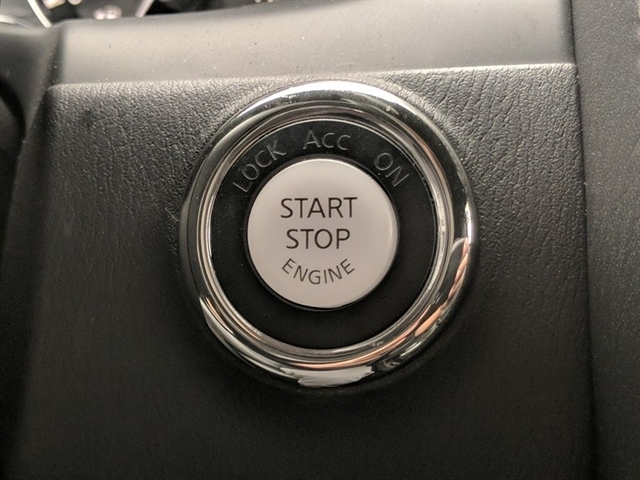 LOCK ACC ON
START
STOP
ENGINE